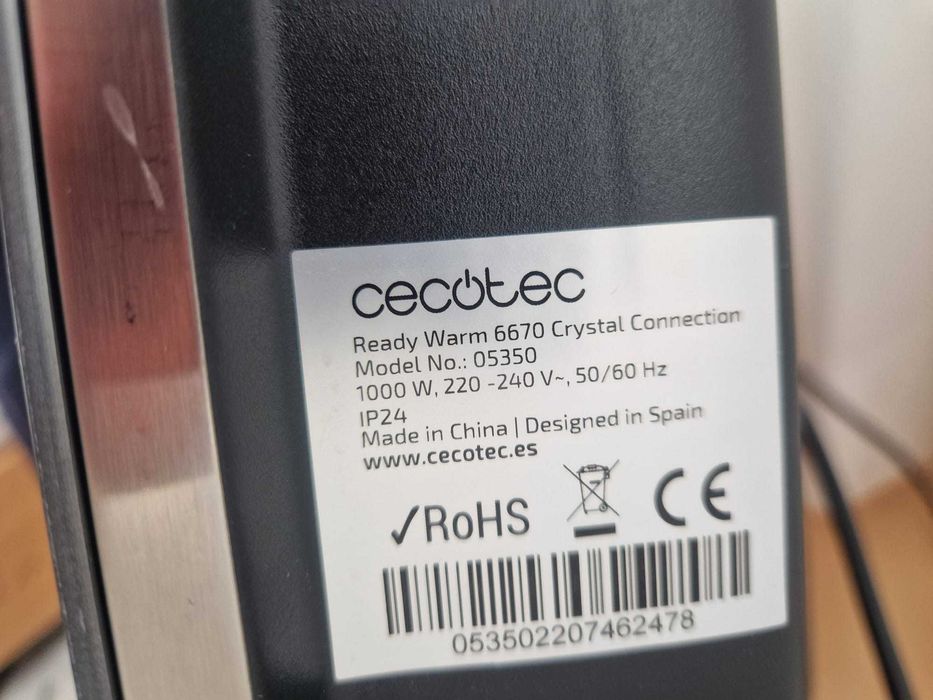 cecotec
Ready Warm 6670 Crystal Connection
Model No.: 05350
1000 W, 220 -240 V~, 50/60 Hz
IP24
Made in China | Designed in Spain
www.cecotec.es
✓RoHS CE
053502207462478